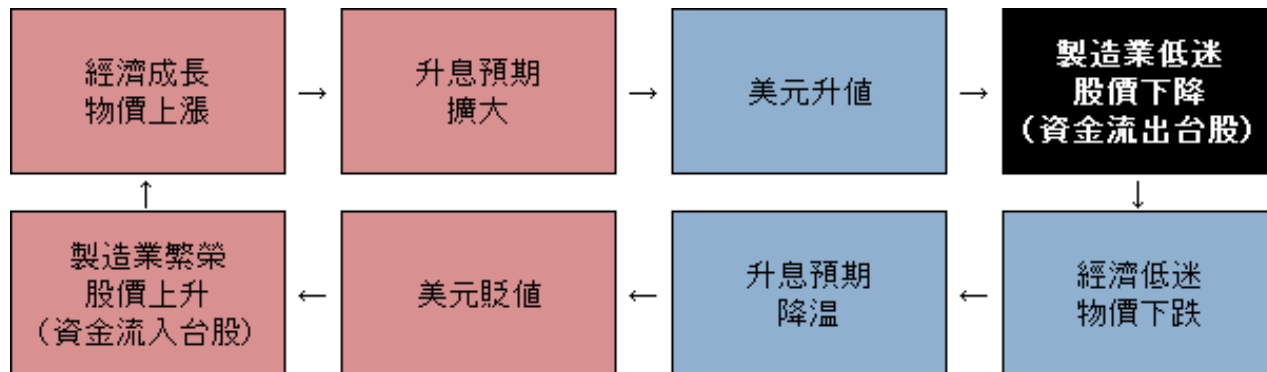 經濟成長
物價上漲
→
升息預期
擴大
→
美元升值
→
製造業低迷
股價下降
（資金流出台股）
↓
經濟低迷
物價下跌
←
升息預期
降温
←
美元貶值
←
製造業繁榮
股價上升
（資金流入台股）
↑